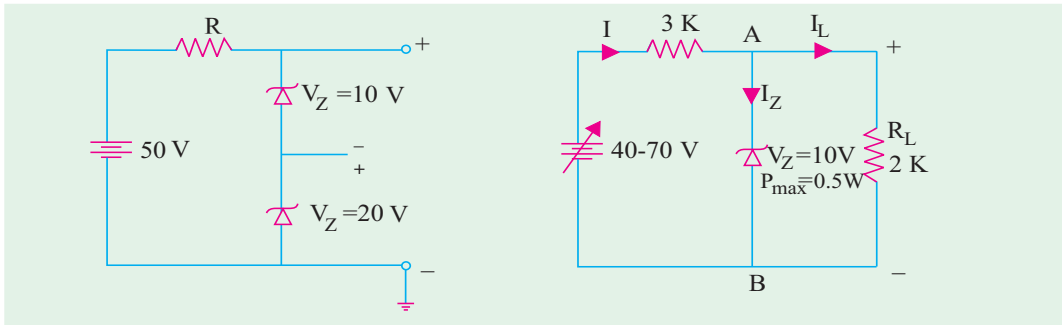 R
+
V_Z =10 V
50 V
–
+
V_Z =20 V
–
I
3 K
A
I_L
+
I_Z
40-70 V
R_L
V_Z=10V
2 K
P_max=0.5W
B
–